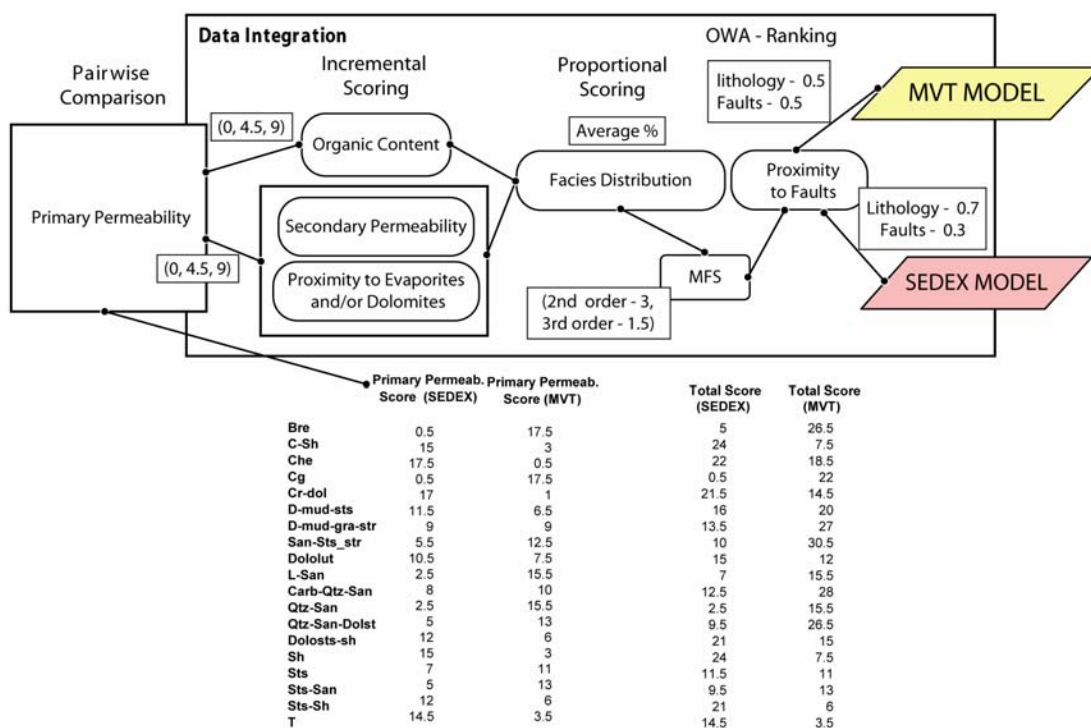 Data Integration
OWA - Ranking
Pairwise
Comparison
Incremental
Scoring
Proportional
Scoring
lithology - 0.5
Faults - 0.5
MVT MODEL
(0, 4.5, 9)
Average %
Organic Content
Primary Permeability
Facies Distribution
Proximity
to Faults
Secondary Permeability
Lithology - 0.7
Faults - 0.3
(0, 4.5, 9)
Proximity to Evaporites
and/or Dolomites
MFS
SEDEX MODEL
(2nd order - 3,
3rd order - 1.5)
Primary Permeab. Primary Permeab. Total Score Total Score
Score (SEDEX) Score (MVT) (SEDEX) (MVT)
Bre 0.5 17.5 5 26.5
C-Sh 15 3 24 7.5
Che 17.5 0.5 22 18.5
Cg 0.5 17.5 0.5 22
Cr-dol 17 1 21.5 14.5
D-mud-sts 11.5 6.5 16 20
D-mud-gra-str 9 9 13.5 27
San-Sts_str 5.5 12.5 10 30.5
Dololut 10.5 7.5 15 12
L-San 2.5 15.5 7 15.5
Carb-Qtz-San 8 10 12.5 28
Qtz-San 2.5 15.5 2.5 15.5
Qtz-San-Dolst 5 13 9.5 26.5
Dolosts-sh 12 6 21 15
Sh 15 3 24 7.5
Sts 7 11 11.5 11
Sts-San 5 13 9.5 13
Sts-Sh 12 6 21 6
T 14.5 3.5 14.5 3.5